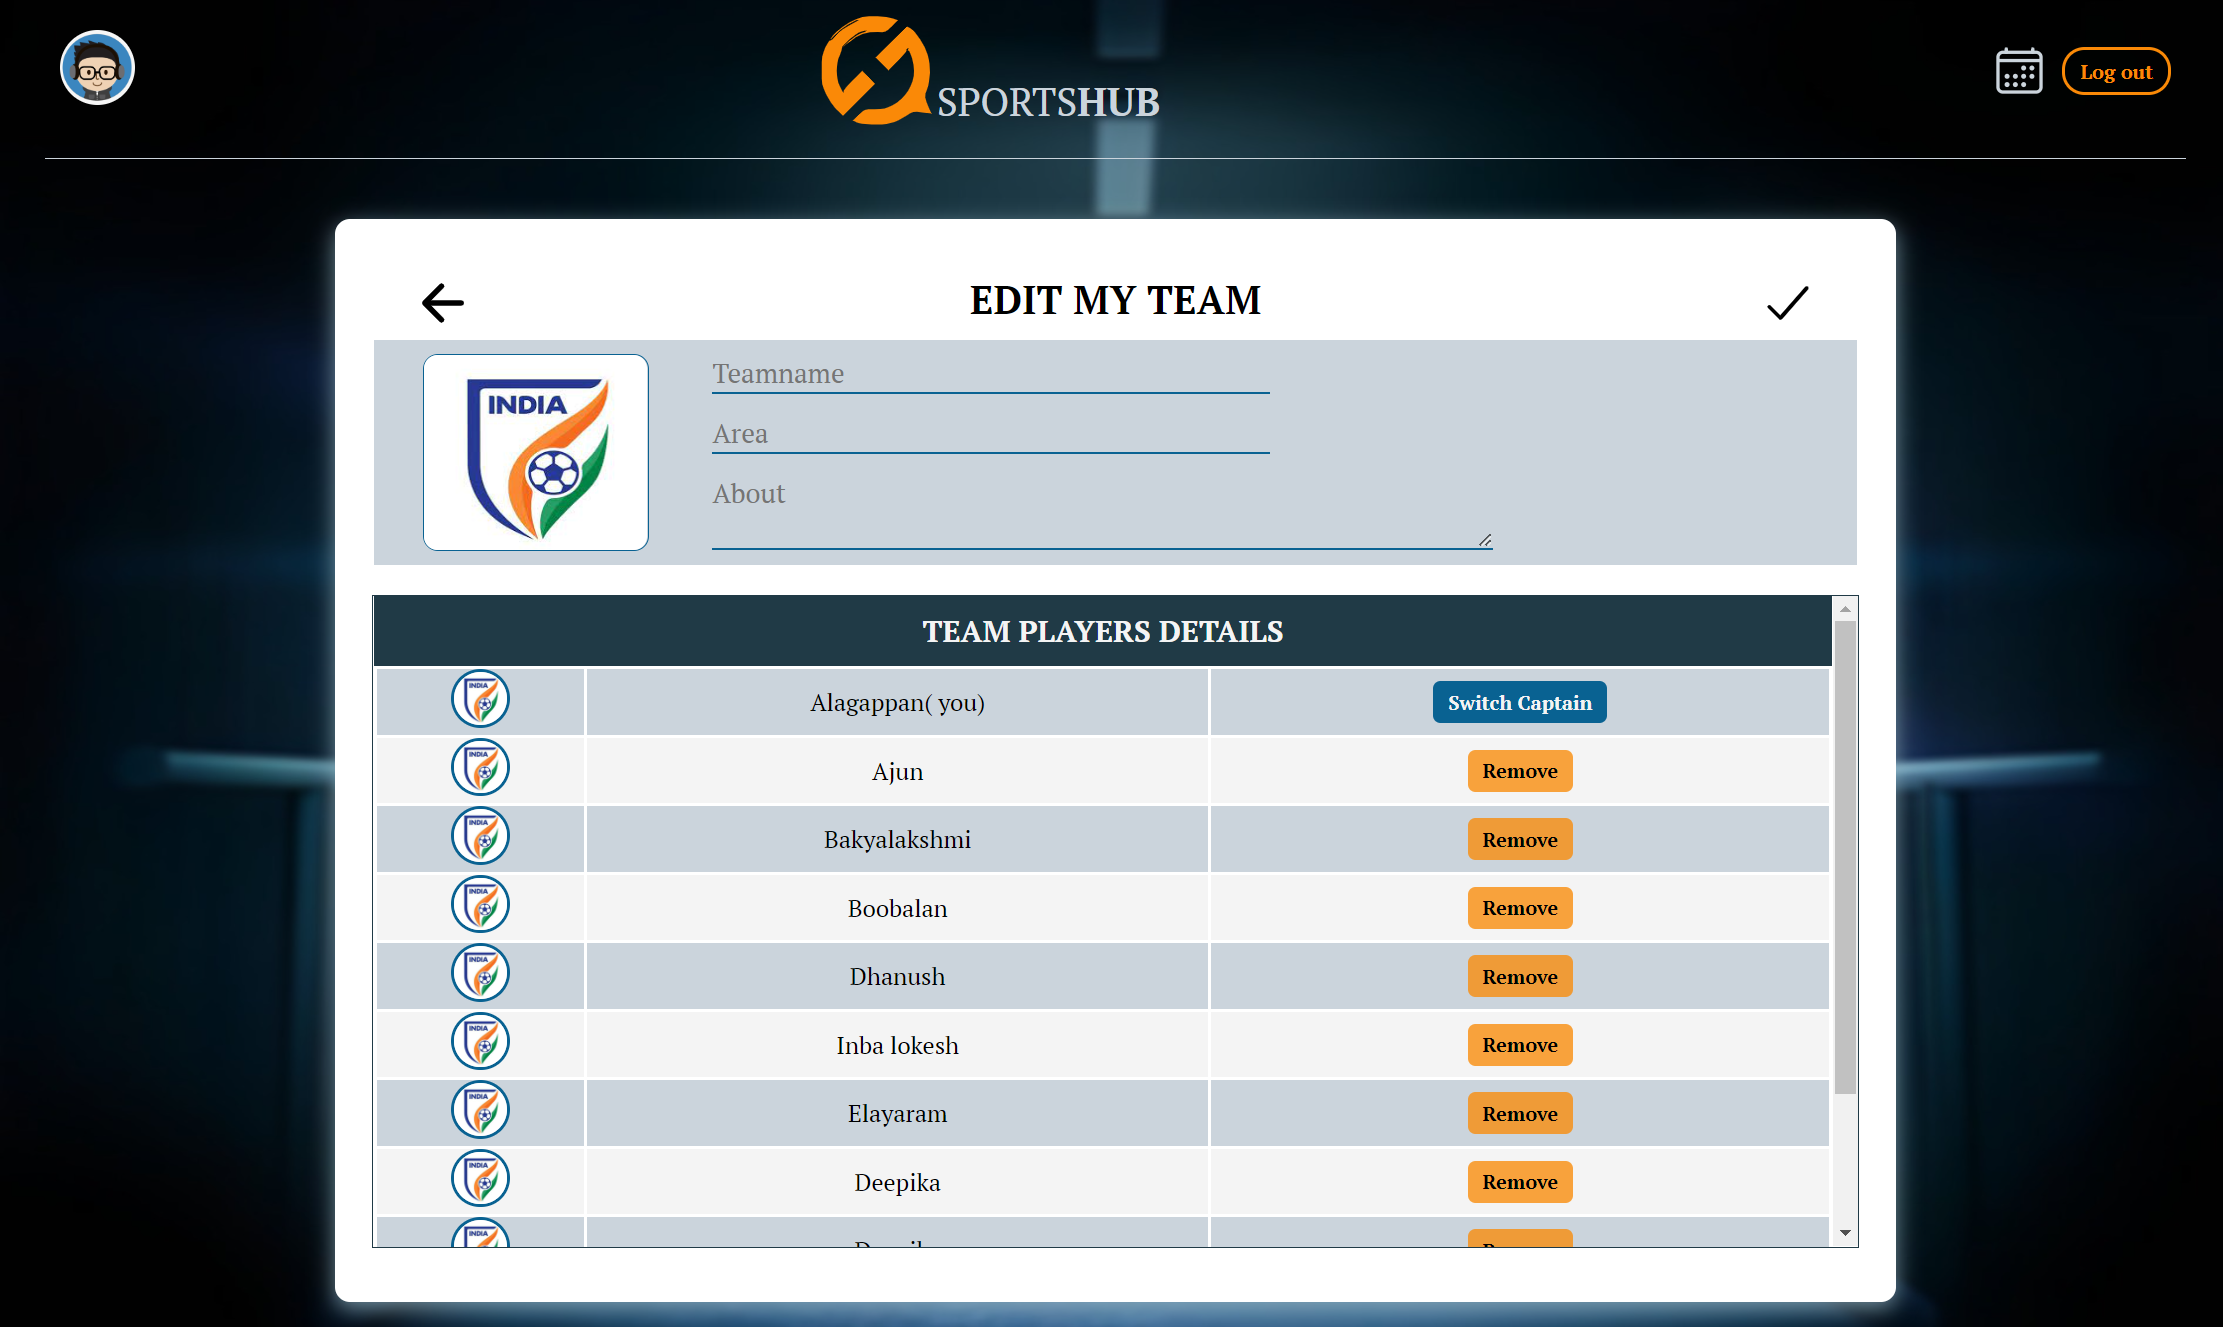 SPORTSHUB
Log out
EDIT MY TEAM
INDIA
Teamname
Area
About
TEAM PLAYERS DETAILS
INDIA
Alagappan( you)
Switch Captain
INDIA
Ajun
Remove
INDIA
Bakyalakshmi
Remove
INDIA
Boobalan
Remove
INDIA
Dhanush
Remove
INDIA
Inba lokesh
Remove
INDIA
Elayaram
Remove
INDIA
Deepika
Remove
INDIA